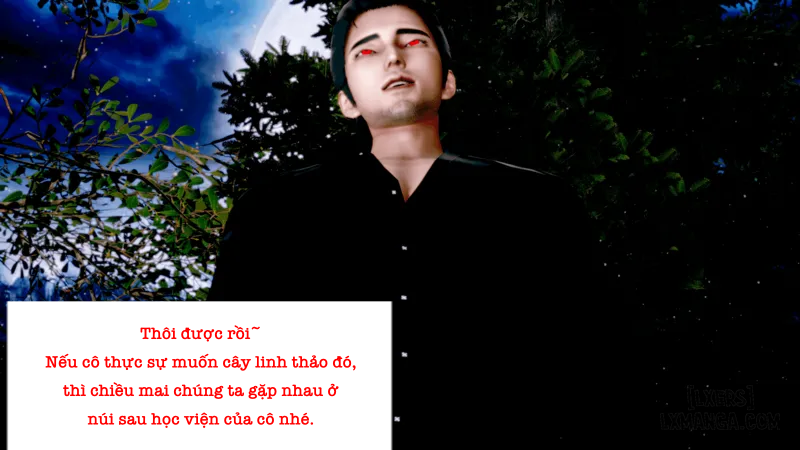 Thôi được rồi~
Nếu cô thực sự muốn cây linh thảo đó,
thì chiều mai chúng ta gặp nhau ở
núi sau học viện của cô nhé.
[LXERS]
LXMANGA.COM